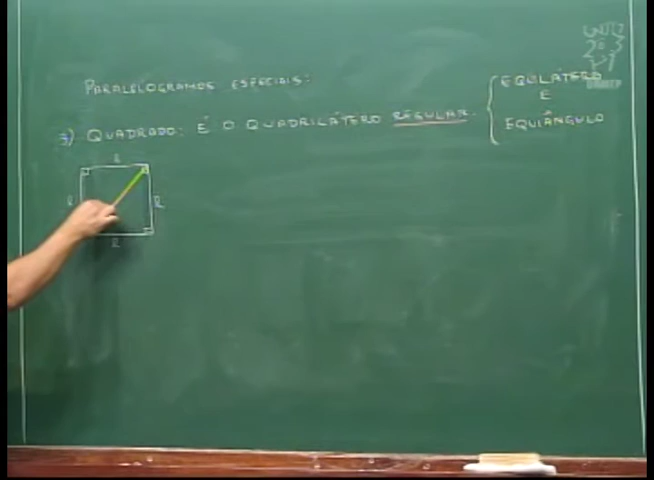 PARALELOGRAMOS ESPECIAIS:
3) QUADRADO: É O QUADRILÁTERO REGULAR.
EQUILÁTERO
E
EQUIÂNGULO
l
l
l
l